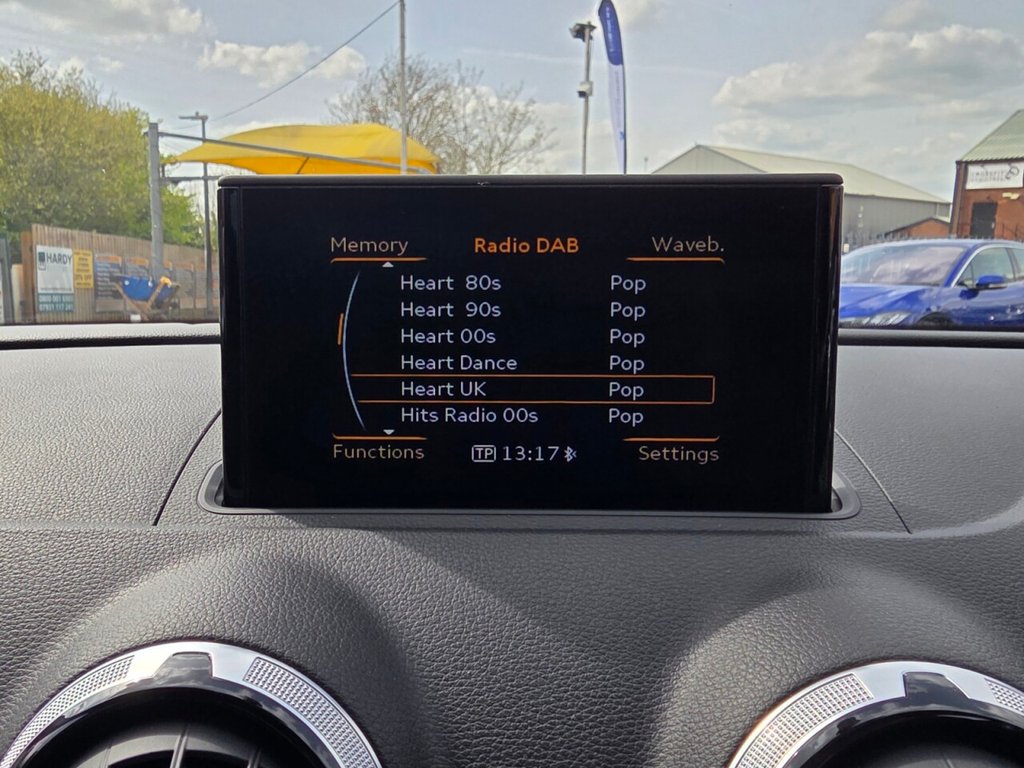 HARDY
Memory Radio DAB Waveb.
Heart 80s Pop
Heart 90s Pop
Heart 00s Pop
Heart Dance Pop
Heart UK Pop
Hits Radio 00s Pop
Functions TP 13:17 Settings